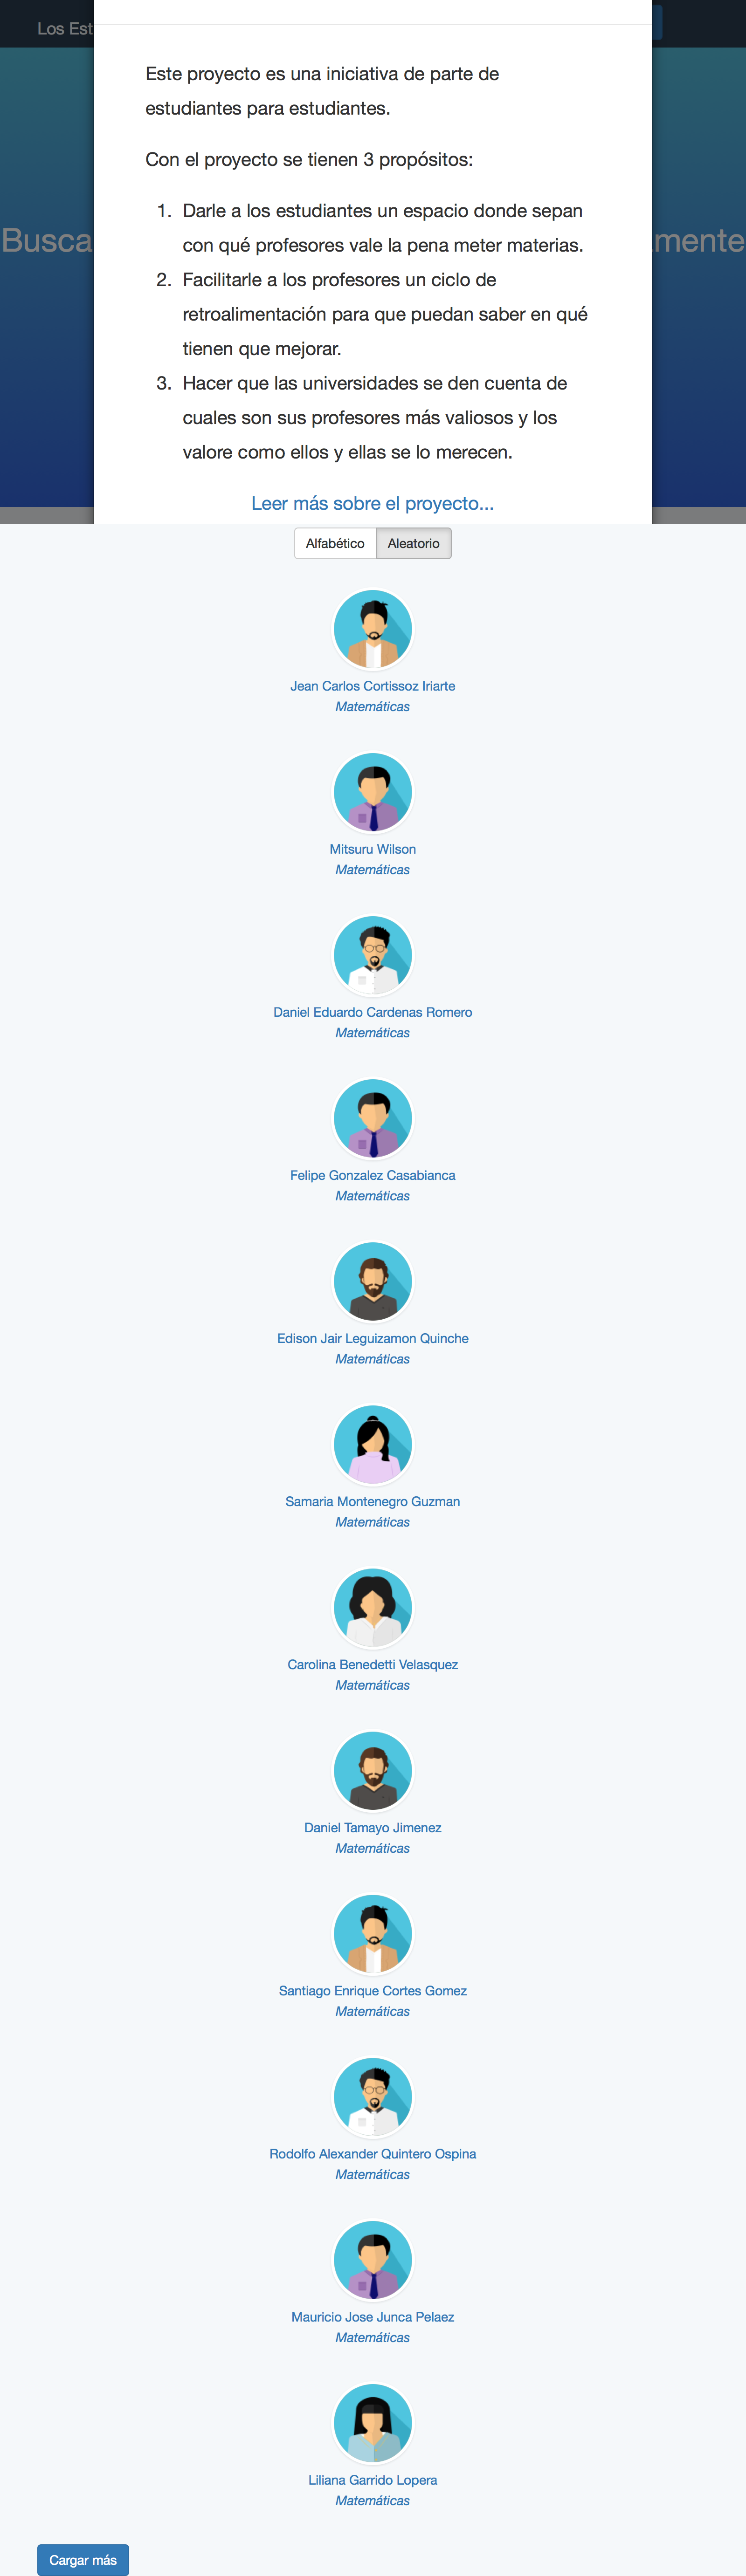 Los Est
Busca
mente
Este proyecto es una iniciativa de parte de
estudiantes para estudiantes.
Con el proyecto se tienen 3 propósitos:
1. Darle a los estudiantes un espacio donde sepan
con qué profesores vale la pena meter materias.
2. Facilitarle a los profesores un ciclo de
retroalimentación para que puedan saber en qué
tienen que mejorar.
3. Hacer que las universidades se den cuenta de
cuales son sus profesores más valiosos y los
valore como ellos y ellas se lo merecen.
Leer más sobre el proyecto...
Alfabético Aleatorio
Jean Carlos Cortissoz Iriarte
Matemáticas
Mitsuru Wilson
Matemáticas
Daniel Eduardo Cardenas Romero
Matemáticas
Felipe Gonzalez Casabianca
Matemáticas
Edison Jair Leguizamon Quinche
Matemáticas
Samaria Montenegro Guzman
Matemáticas
Carolina Benedetti Velasquez
Matemáticas
Daniel Tamayo Jimenez
Matemáticas
Santiago Enrique Cortes Gomez
Matemáticas
Rodolfo Alexander Quintero Ospina
Matemáticas
Mauricio Jose Junca Pelaez
Matemáticas
Liliana Garrido Lopera
Matemáticas
Cargar más